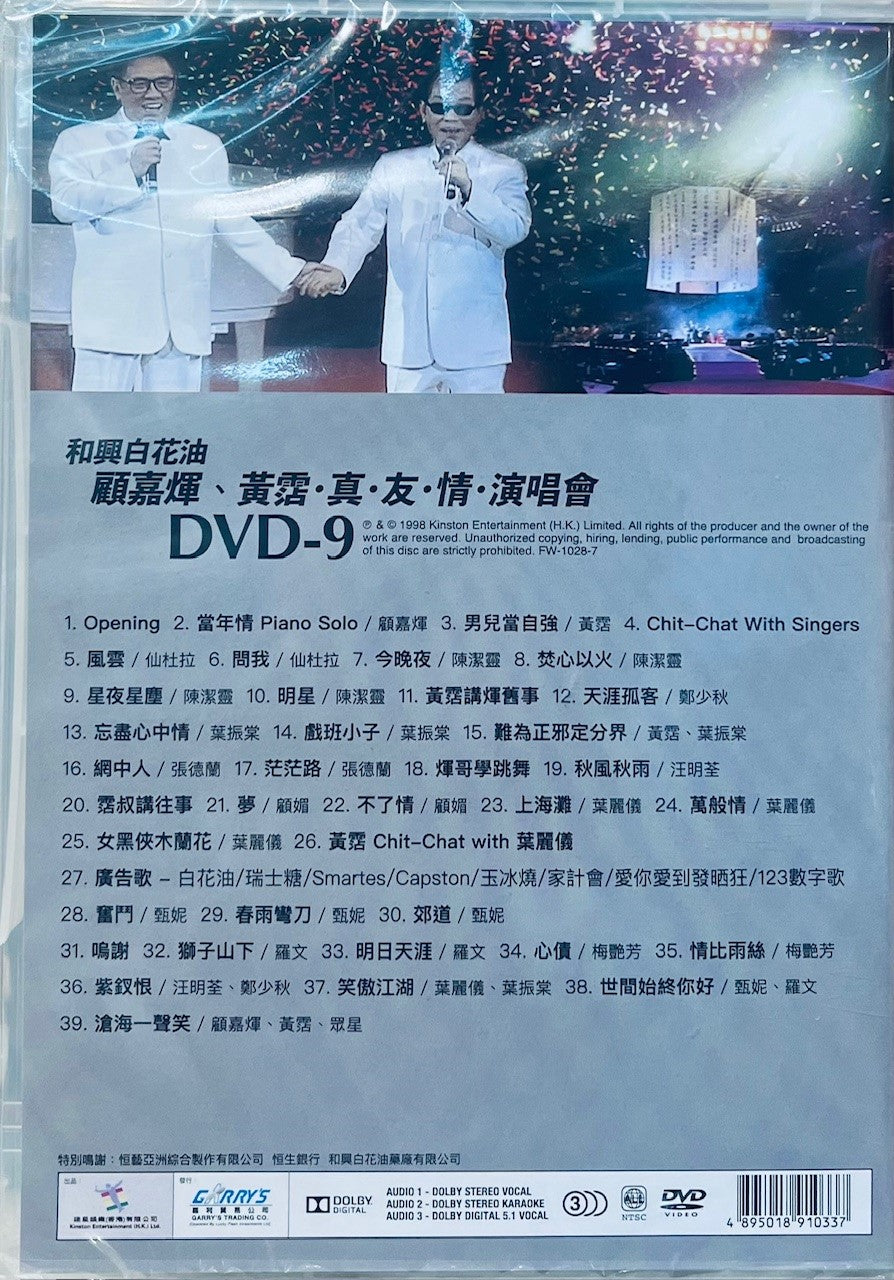 和興白花油
顧嘉煇、黃霑·真·友·情·演唱會
DVD-9
℗ & © 1998 Kinston Entertainment (H.K.) Limited. All rights of the producer and the owner of the
work are reserved. Unauthorized copying, hiring, lending, public performance and broadcasting
of this disc are strictly prohibited. FW-1028-7
1. Opening 2. 當年情 Piano Solo / 顧嘉煇 3. 男兒當自強 / 黃霑 4. Chit-Chat With Singers
5. 風雲 / 仙杜拉 6. 問我 / 仙杜拉 7. 今晚夜 / 陳潔靈 8. 焚心以火 / 陳潔靈
9. 星夜星塵 / 陳潔靈 10. 明星 / 陳潔靈 11. 黃霑講煇舊事 12. 天涯孤客 / 鄭少秋
13. 忘盡心中情 / 葉振棠 14. 戲班小子 / 葉振棠 15. 難為正邪定分界 / 黃霑、葉振棠
16. 網中人 / 張德蘭 17. 茫茫路 / 張德蘭 18. 煇哥學跳舞 19. 秋風秋雨 / 汪明荃
20. 霑叔講往事 21. 夢 / 顧媚 22. 不了情 / 顧媚 23. 上海灘 / 葉麗儀 24. 萬般情 / 葉麗儀
25. 女黑俠木蘭花 / 葉麗儀 26. 黃霑 Chit-Chat with 葉麗儀
27. 廣告歌 – 白花油/瑞士糖/Smartes/Capston/玉冰燒/家計會/愛你愛到發晒狂/123數字歌
28. 奮鬥 / 甄妮 29. 春雨彎刀 / 甄妮 30. 郊道 / 甄妮
31. 嗚謝 32. 獅子山下 / 羅文 33. 明日天涯 / 羅文 34. 心債 / 梅艷芳 35. 情比雨絲 / 梅艷芳
36. 紫釵恨 / 汪明荃、鄭少秋 37. 笑傲江湖 / 葉麗儀、葉振棠 38. 世間始終你好 / 甄妮、羅文
39. 滄海一聲笑 / 顧嘉煇、黃霑、眾星
特別鳴謝：恒藝亞洲綜合製作有限公司 恒生銀行 和興白花油藥廠有限公司
出品：
Kinston Entertainment (H.K.) Ltd.
發行：
GARRY'S
GARRY'S TRADING CO.
DOLBY
DIGITAL
AUDIO 1 - DOLBY STEREO VOCAL
AUDIO 2 - DOLBY STEREO KARAOKE
AUDIO 3 - DOLBY DIGITAL 5.1 VOCAL
3
ALL
NTSC
DVD
VIDEO
4 895018 910337